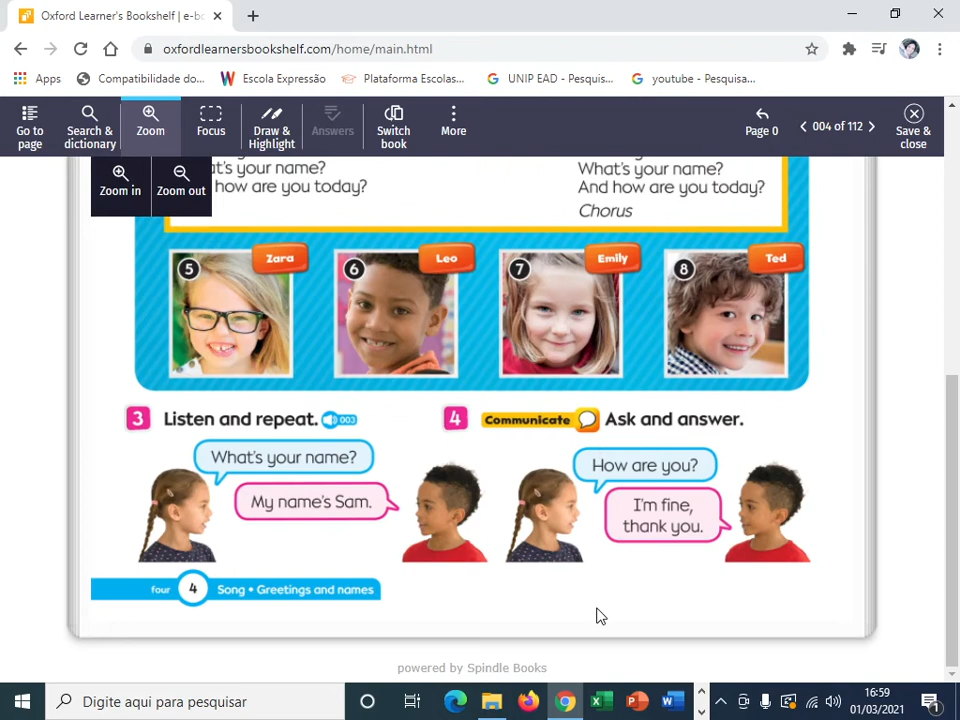 Oxford Learner's Bookshelf | e-bo
oxfordlearnersbookshelf.com/home/main.html
Apps Compatibilidade do... Escola Expressão Plataforma Escolas... UNIP EAD - Pesquis... youtube - Pesquisa...
Go to page
Search & dictionary
Zoom
Focus
Draw & Highlight
Answers
Switch book
More
Page 0
004 of 112
Save & close
Zoom in
Zoom out
What's your name?
how are you today?
What's your name?
And how are you today?
Chorus
5 Zara
6 Leo
7 Emily
8 Ted
3 Listen and repeat. 003
What's your name?
My name's Sam.
4 Communicate Ask and answer.
How are you?
I'm fine,
thank you.
four 4 Song • Greetings and names
powered by Spindle Books
Digite aqui para pesquisar
16:59
01/03/2021
1